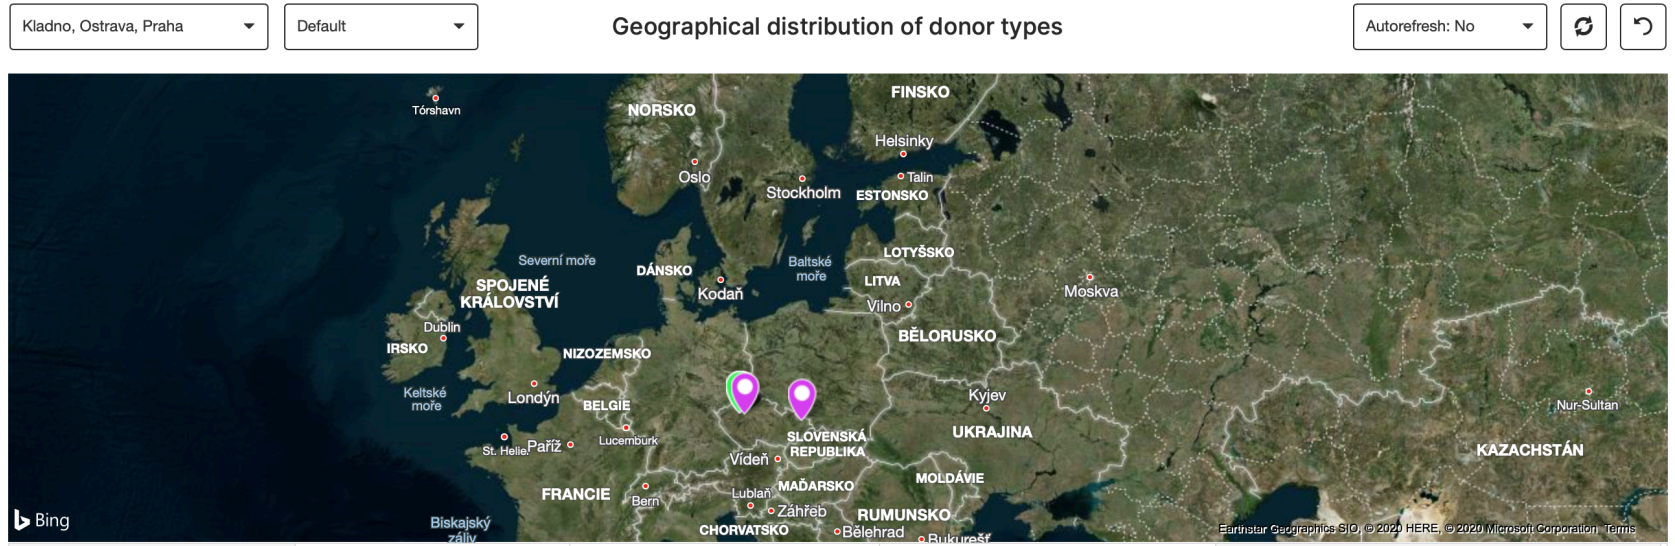 Kladno, Ostrava, Praha
Default
Geographical distribution of donor types
Autorefresh: No
Tórshavn
NORSKO
FINSKO
Helsinky
Oslo
Stockholm
Talin
ESTONSKO
LOTYŠSKO
Severní moře
DÁNSKO
Baltské
moře
LITVA
SPOJENÉ
KRÁLOVSTVÍ
Kodaň
Vilno
Moskva
Dublin
IRSKO
BĚLORUSKO
NIZOZEMSKO
Keltské
moře
Londýn
BELGIE
Kyjev
Nur-Sultan
UKRAJINA
St. Helier
Paříž
Lucemburk
SLOVENSKÁ
REPUBLIKA
Vídeň
KAZACHSTÁN
FRANCIE
Bern
Lublaň
MAĎARSKO
MOLDÁVIE
Záhřeb
RUMUNSKO
Bing
Biskajský
záliv
CHORVATSKO
Bělehrad
Bukurešť
Earthstar Geographics SIO, © 2020 HERE, © 2020 Microsoft Corporation Terms